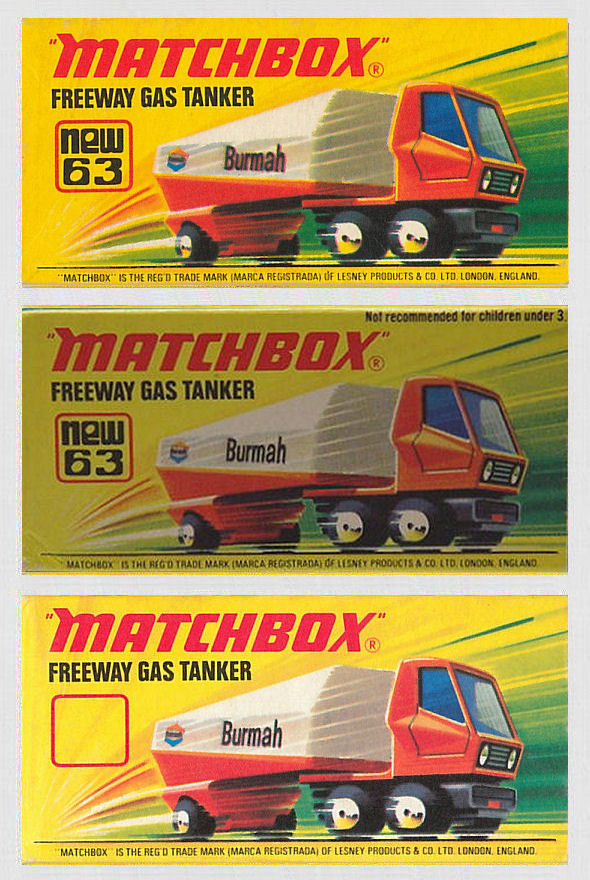 "MATCHBOX"®
FREEWAY GAS TANKER
new
63
Burmah
"MATCHBOX" IS THE REG'D TRADE MARK (MARCA REGISTRADA) OF LESNEY PRODUCTS & CO. LTD. LONDON, ENGLAND.
Not recommended for children under 3.
"MATCHBOX"®
FREEWAY GAS TANKER
new
63
Burmah
"MATCHBOX" IS THE REG'D TRADE MARK (MARCA REGISTRADA) OF LESNEY PRODUCTS & CO. LTD. LONDON, ENGLAND.
"MATCHBOX"®
FREEWAY GAS TANKER
Burmah
"MATCHBOX" IS THE REG'D TRADE MARK (MARCA REGISTRADA) OF LESNEY PRODUCTS & CO. LTD. LONDON, ENGLAND.